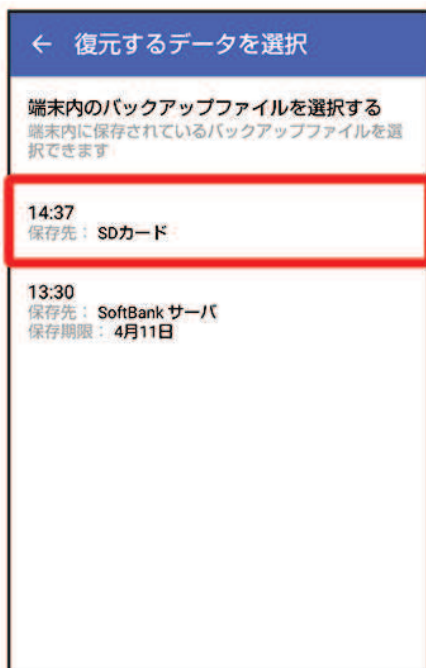 ← 復元するデータを選択
端末内のバックアップファイルを選択する
端末内に保存されているバックアップファイルを選
択できます
14:37
保存先： SDカード
13:30
保存先： SoftBank サーバ
保存期限： 4月11日